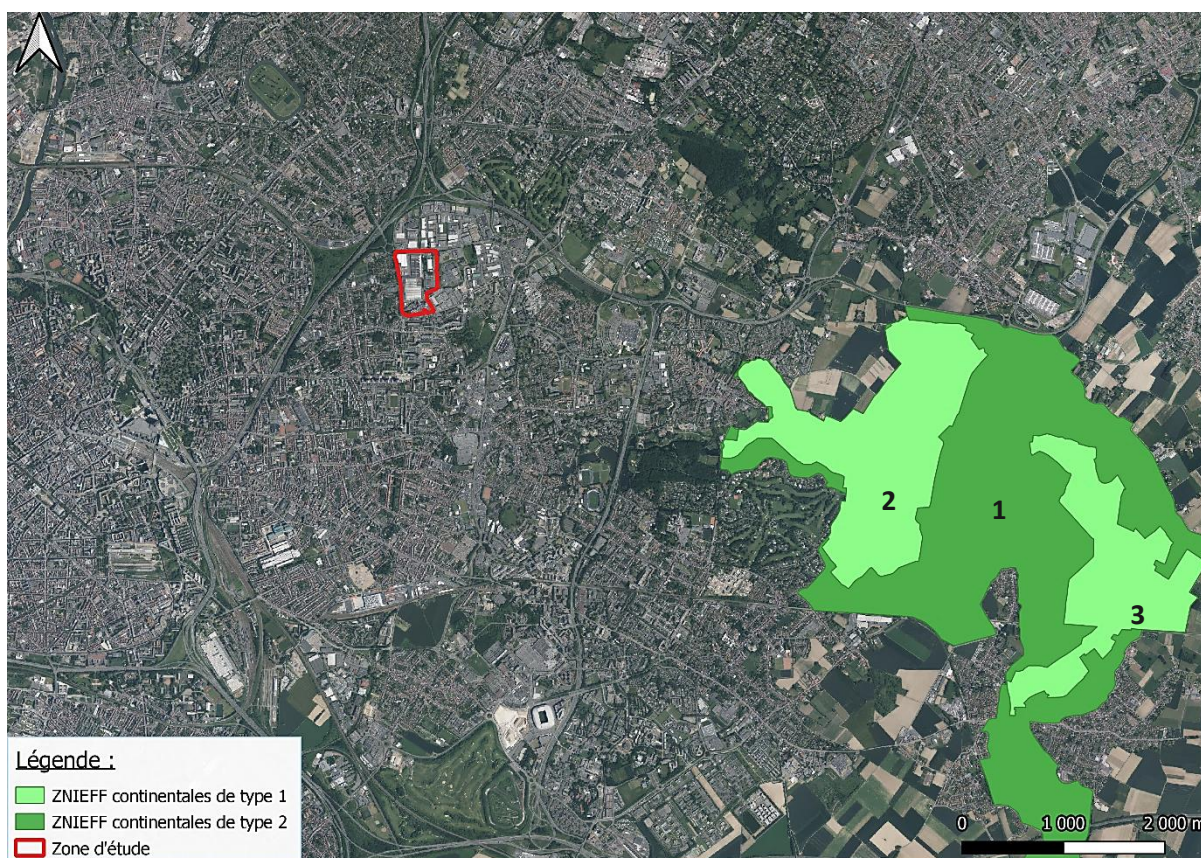 2
1
3
Légende :
ZNIEFF continentales de type 1
ZNIEFF continentales de type 2
Zone d'étude
0 1 000 2 000 m